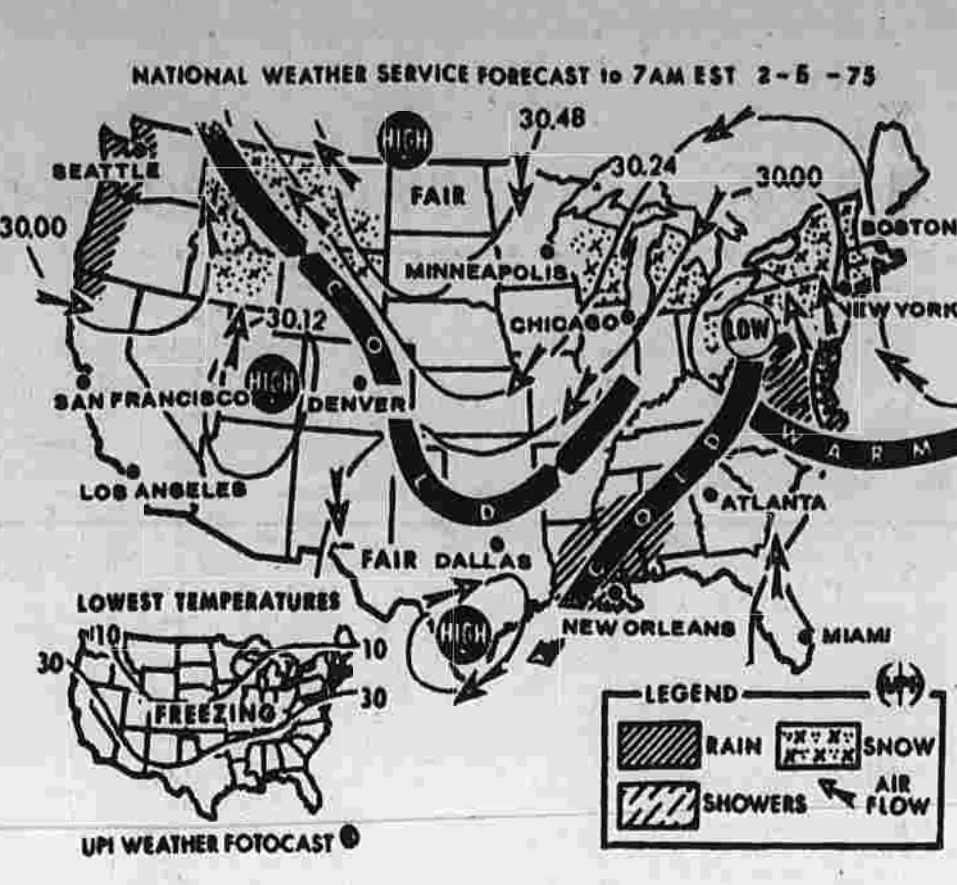 NATIONAL WEATHER SERVICE FORECAST to 7AM EST 2-6-75
HIGH
30.48
SEATTLE
30.24
30.00
FAIR
30.00
BOSTON
MINNEAPOLIS
NEW YORK
30.12
CHICAGO
LOW
COLD
HIGH
SAN FRANCISCO
DENVER
WARM
COLD
LOS ANGELES
ATLANTA
FAIR
DALLAS
LOWEST TEMPERATURES
HIGH
NEW ORLEANS
MIAMI
10
10
30
30
FREEZING
UPI
LEGEND
RAIN
SNOW
SHOWERS
AIR
FLOW
UPI WEATHER FOTOCAST